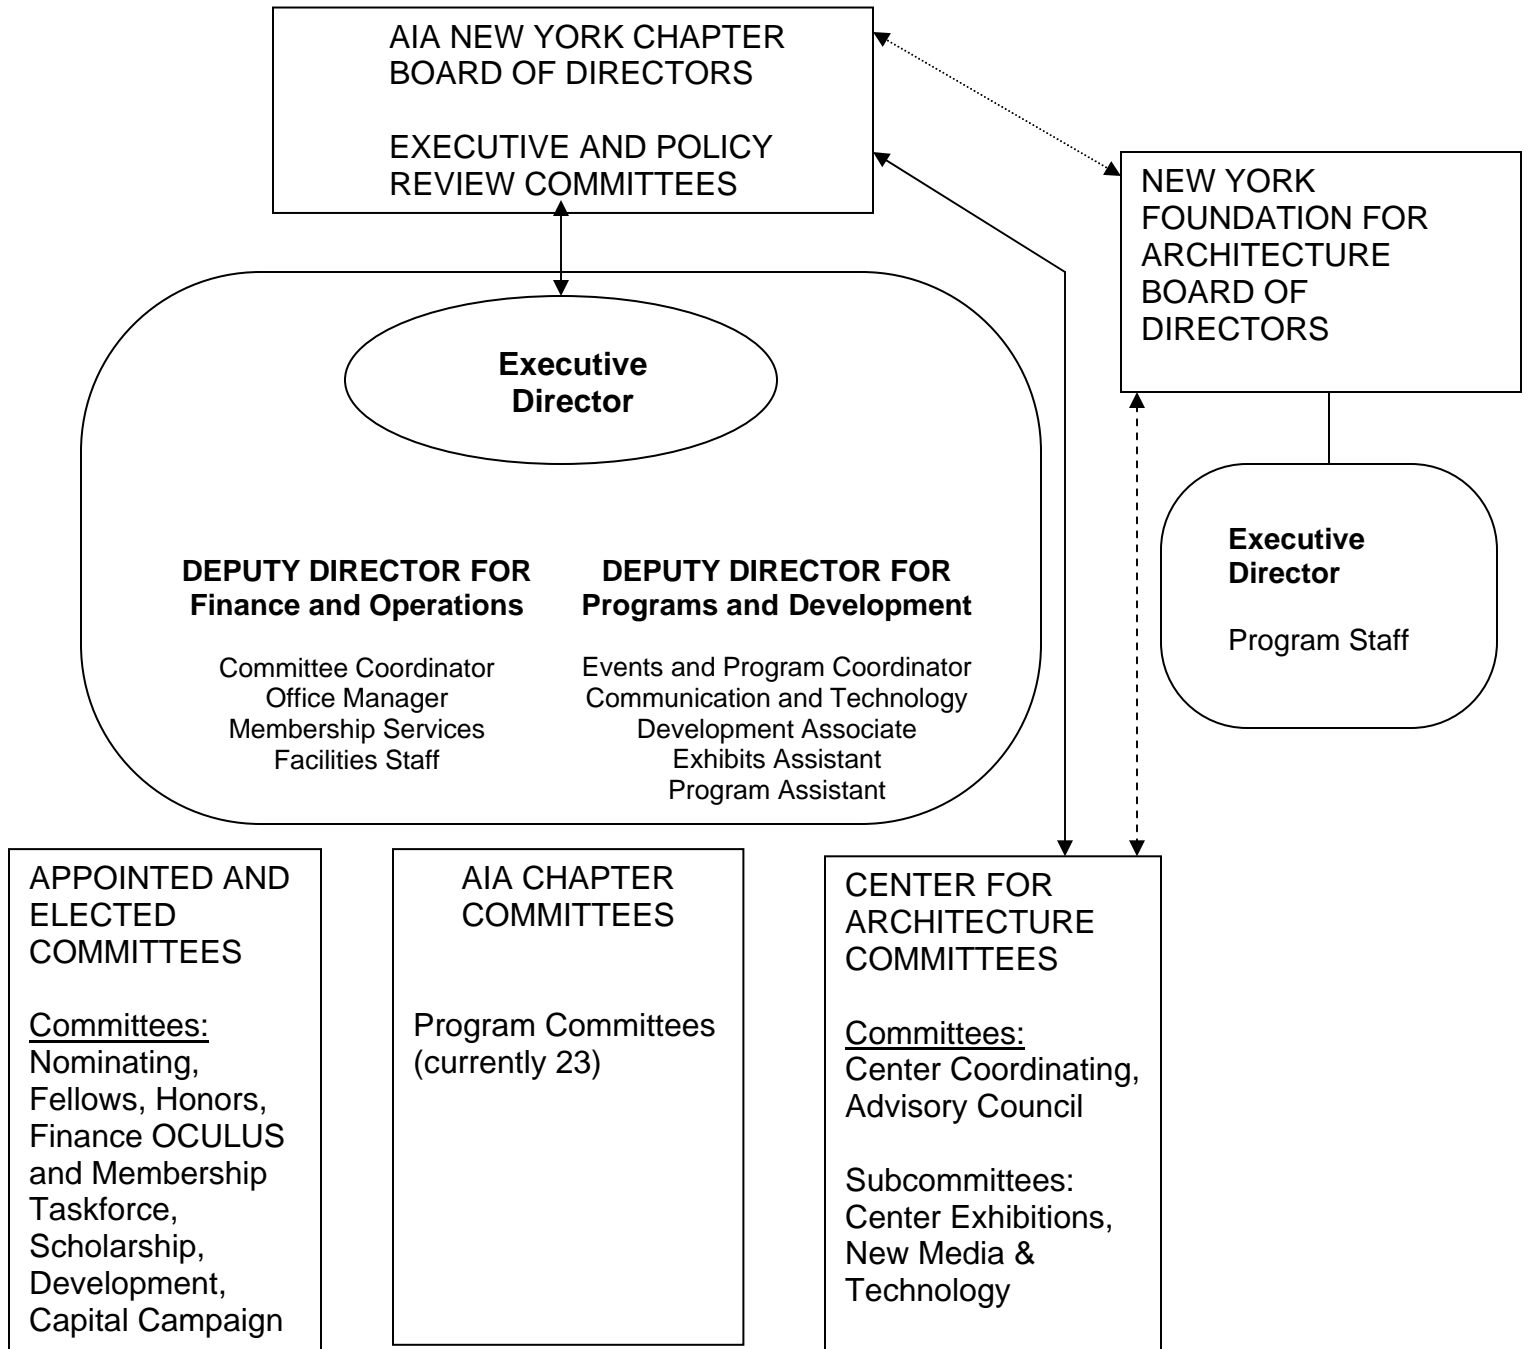 AIA NEW YORK CHAPTER
BOARD OF DIRECTORS
EXECUTIVE AND POLICY
REVIEW COMMITTEES
NEW YORK
FOUNDATION FOR
ARCHITECTURE
BOARD OF
DIRECTORS
Executive
Director
DEPUTY DIRECTOR FOR
Finance and Operations
Committee Coordinator
Office Manager
Membership Services
Facilities Staff
DEPUTY DIRECTOR FOR
Programs and Development
Events and Program Coordinator
Communication and Technology
Development Associate
Exhibits Assistant
Program Assistant
Executive
Director
Program Staff
APPOINTED AND
ELECTED
COMMITTEES
Committees:
Nominating,
Fellows, Honors,
Finance OCULUS
and Membership
Taskforce,
Scholarship,
Development,
Capital Campaign
AIA CHAPTER
COMMITTEES
Program Committees
(currently 23)
CENTER FOR
ARCHITECTURE
COMMITTEES
Committees:
Center Coordinating,
Advisory Council
Subcommittees:
Center Exhibitions,
New Media &
Technology